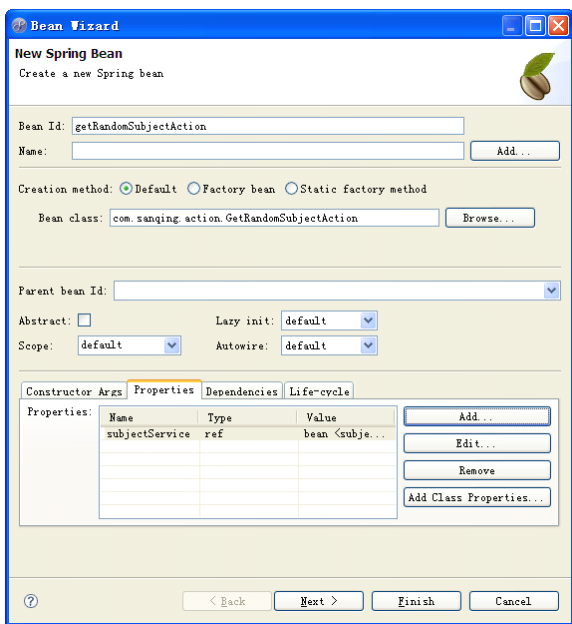 Bean Wizard
New Spring Bean
Create a new Spring bean
Bean Id: getRandomSubjectAction
Name: Add...
Creation method: Default Factory bean Static factory method
Bean class: com.sanqing.action.GetRandomSubjectAction Browse...
Parent bean Id:
Abstract: Lazy init: default
Scope: default Autowire: default
Constructor Args Properties Dependencies Life-cycle
Properties: Name Type Value Add...
subjectService ref bean <subje...
Edit...
Remove
Add Class Properties...
? < Back Next > Finish Cancel